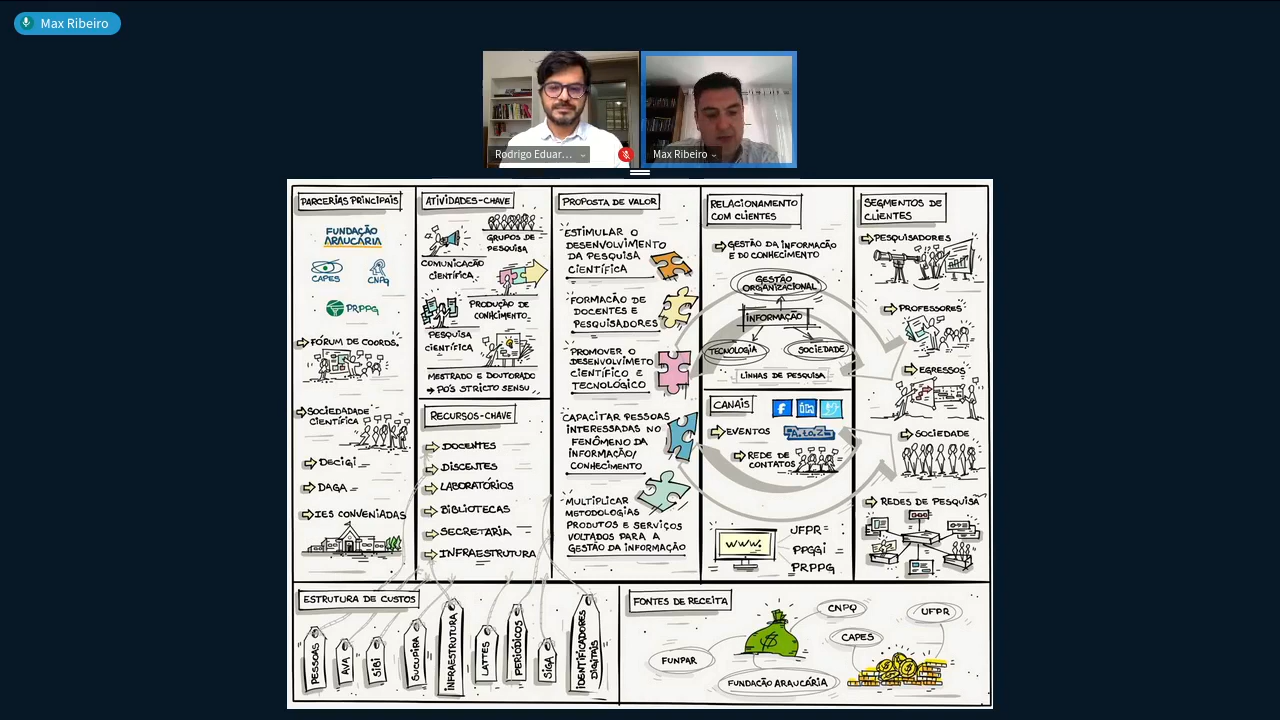 Max Ribeiro
Rodrigo Eduar...
Max Ribeiro
PARCERIAS PRINCIPAIS
FUNDAÇÃO
ARAUCÁRIA
CAPES
CNPq
PRPPG
FÓRUM DE COORDS.
SOCIEDADADE
CIENTÍFICA
DECIGI
DAGA
IES CONVENIADAS
ATIVIDADES-CHAVE
GRUPOS DE
PESQUISA
COMUNICAÇÃO
CIENTÍFICA
PRODUÇÃO DE
CONHCIMENTO
PESQUISA
CIENTÍFICA
MESTRADO E DOUTORADO
PÓS STRICTO SENSU
RECURSOS-CHAVE
DOCENTES
DISCENTES
LABORATÓRIOS
BIBLIOTECAS
SECRETARIA
INFRAESTRUTURA
PROPOSTA DE VALOR
ESTIMULAR O
DESENVOLVIMENTO
DA PESQUISA
CIENTÍFICA
FORMAÇÃO DE
DOCENTES E
PESQUISADORES
PROMOVER O
DESENVOLVIMETO
CIENTÍFICO E
TECNOLÓGICO
CAPACITAR PESSOAS
INTERESSADAS NO
FENÔMENO DA
INFORMAÇÃO/
CONHECIMENTO
MULTIPLICAR
METODOLOGIAS
PRODUTOS E SERVIÇOS
VOLTADOS PARA A
GESTÃO DA INFORMAÇÃO
RELACIONAMENTO
COM CLIENTES
GESTÃO DA INFORMAÇÃO
E DO CONHECIMENTO
GESTÃO
ORGANIZACIONAL
INFORMAÇÃO
TECNOLOGIA
SOCIEDADE
LINHAS DE PESQUISA
CANAIS
f
in
EVENTOS
A.to.Z
REDE DE
CONTATOS
WWW
UFPR
PPGGI
PRPPG
SEGMENTOS DE
CLIENTES
PESQUISADORES
PROFESSORES
EGRESSOS
SOCIEDADE
REDES DE PESQUISA
ESTRUTURA DE CUSTOS
PESSOAS
AVA
SIBI
SUCUPIRA
INFRAESTRUTURA
LATTES
PERIÓDICOS
SIGA
IDENTIFICADORES
DIGITAIS
FONTES DE RECEITA
FUNPAR
$
CNPQ
CAPES
UFPR
FUNDAÇÃO ARAUCÁRIA